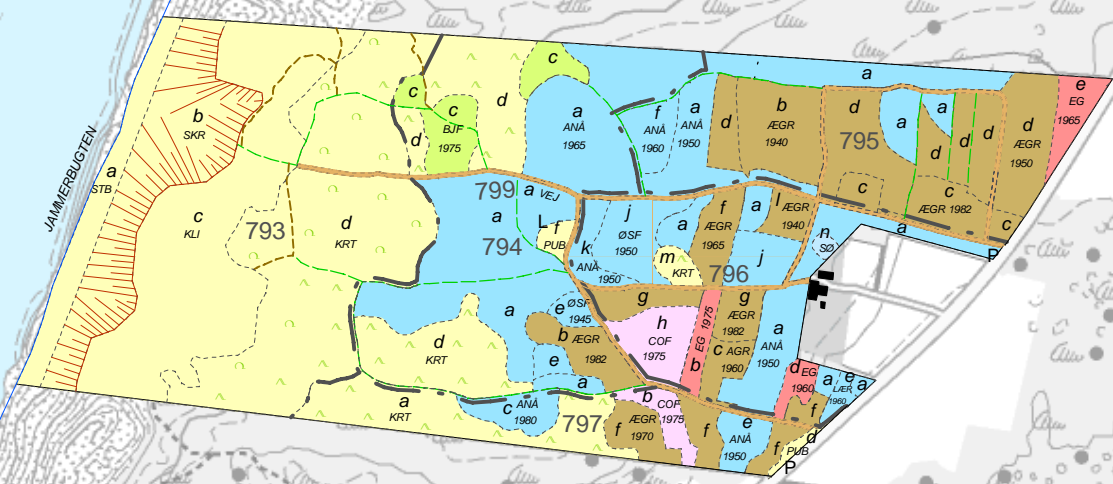 JAMMERBUGTEN
a
STB
b
SKR
c
KLI
793
d
KRT
c
d
c
BJF
1975
d
c
a
ANÅ
1965
f
ANÅ
1960
a
ANÅ
1950
d
b
ÆGR
1940
a
d
795
a
a
d
d
d
c
c
ÆGR 1982
d
ÆGR
1950
e
EG
1965
c
P
a
799
a VEJ
a
794
L f
PUB
k
ANÅ
1950
j
ØSF
1950
a
m
KRT
f
ÆGR
1965
a
l ÆGR
1940
796
j
n
SØ
a
e ØSF
1945
b ÆGR
1982
e
a
d
KRT
a
KRT
c ANÅ
1980
797
g
h
COF
1975
b EG 1975
g
ÆGR
1982
c AGR
1960
a
ANÅ
1950
d EG
1960
a
e
LÆR
1960
a
f
b COF
1975
f
ÆGR
1970
f
e
ANÅ
1950
f
d
PUB
P